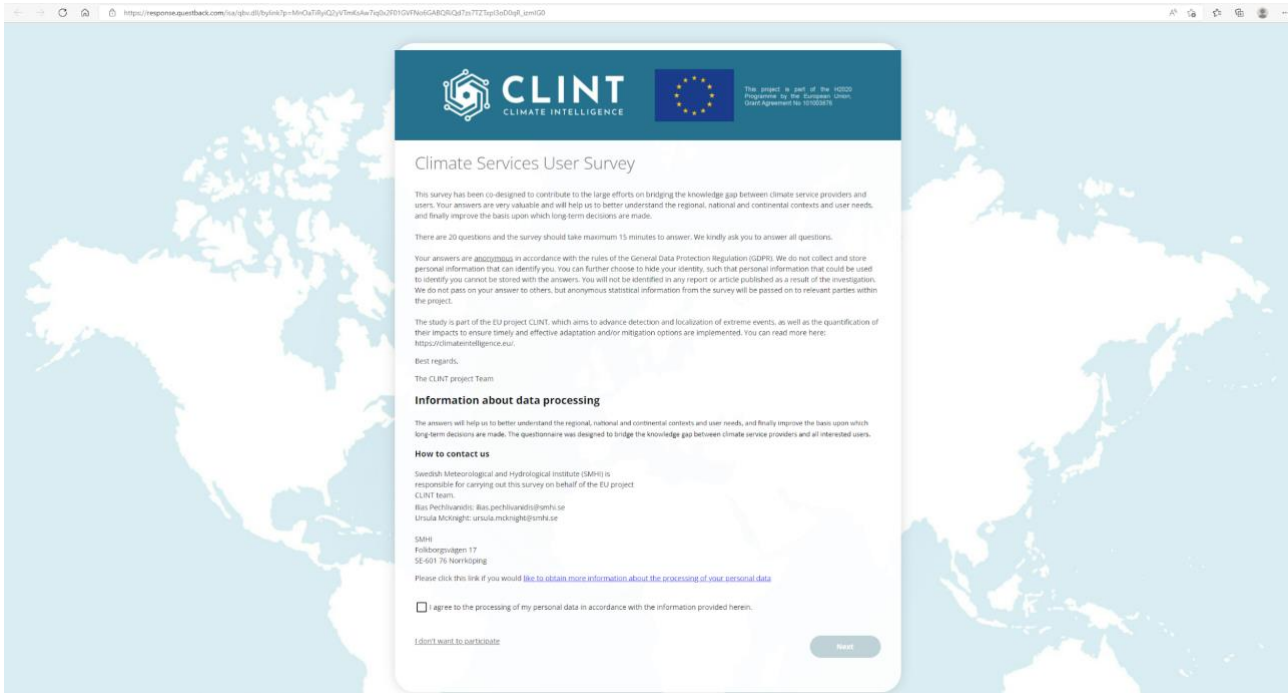 CLINT
CLIMATE INTELLIGENCE
This project is part of the H2020
Programme by the European Union,
Grant Agreement No 101003876
Climate Services User Survey
This survey has been co-designed to contribute to the large efforts on bridging the knowledge gap between climate service providers and
users. Your answers are very valuable and will help us to better understand the regional, national and continental contexts and user needs,
and finally improve the basis upon which long-term decisions are made.
There are 20 questions and the survey should take maximum 15 minutes to answer. We kindly ask you to answer all questions.
Your answers are anonymous in accordance with the rules of the General Data Protection Regulation (GDPR). We do not collect and store
personal information that can identify you. You can further choose to hide your identity, such that personal information that could be used
to identify you cannot be stored with the answers. You will not be identified in any report or article published as a result of the investigation.
We do not pass on your answer to others, but anonymous statistical information from the survey will be passed on to relevant parties within
the project.
The study is part of the EU project CLINT, which aims to advance detection and localization of extreme events, as well as the quantification of
their impacts to ensure timely and effective adaptation and/or mitigation options are implemented. You can read more here:
https://climateintelligence.eu/.
Best regards,
The CLINT project Team
Information about data processing
The answers will help us to better understand the regional, national and continental contexts and user needs, and finally improve the basis upon which
long-term decisions are made. The questionnaire was designed to bridge the knowledge gap between climate service providers and all interested users.
How to contact us
Swedish Meteorological and Hydrological Institute (SMHI) is
responsible for carrying out this survey on behalf of the EU project
CLINT team.
Ilias Pechlivanidis: ilias.pechlivanidis@smhi.se
Ursula McKnight: ursula.mcknight@smhi.se
SMHI
Folkborgsvägen 17
SE-601 76 Norrköping
Please click this link if you would like to obtain more information about the processing of your personal data
I agree to the processing of my personal data in accordance with the information provided herein.
I don't want to participate
Next